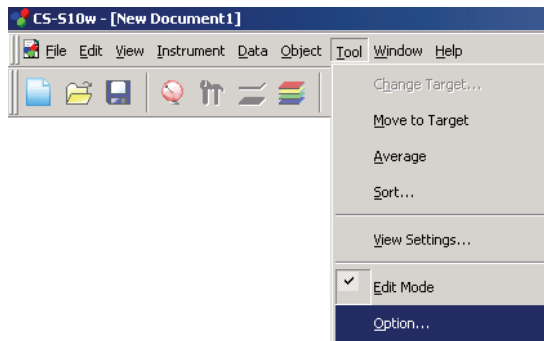 CS-S10w - [New Document1]
File Edit View Instrument Data Object Tool Window Help
Change Target...
Move to Target
Average
Sort...
View Settings...
Edit Mode
Option...